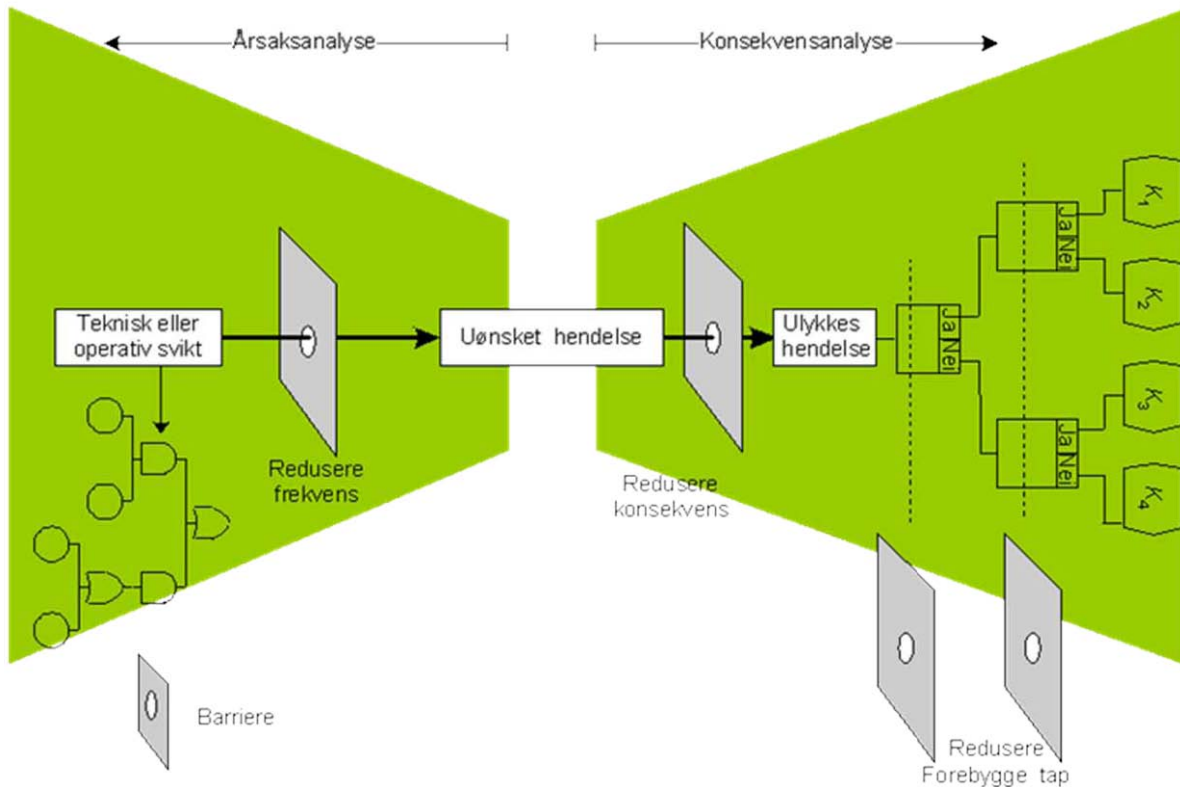 Årsaksanalyse
Konsekvensanalyse
Teknisk eller
operativ svikt
Uønsket hendelse
Ulykkes
hendelse
Ja Nei
Ja Nei
Ja Nei
K1
K2
K3
K4
Redusere
frekvens
Redusere
konsekvens
Barriere
Redusere
Forebygge tap